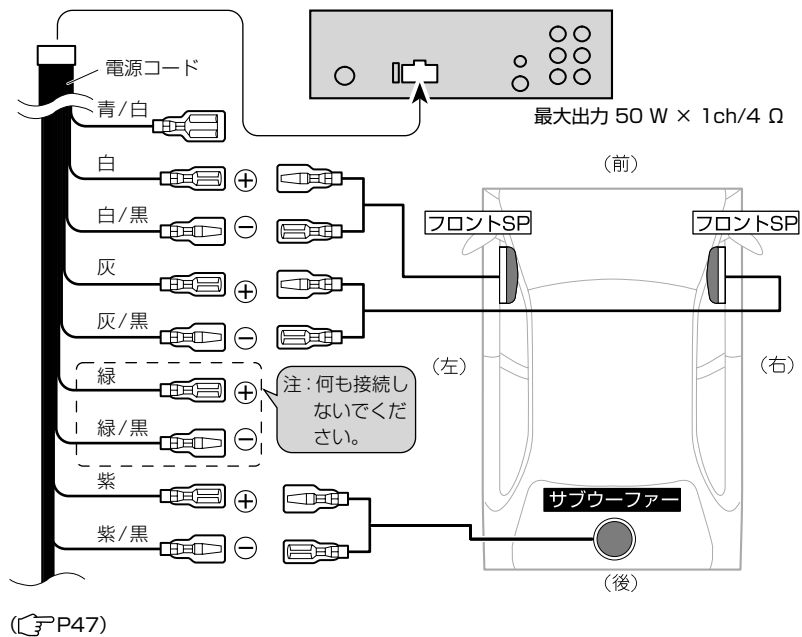 電源コード
青/白
最大出力 50 W × 1ch/4 Ω
白
⊕
白/黒
⊖
灰
⊕
灰/黒
⊖
緑
⊕
緑/黒
⊖
注:何も接続し
ないでくだ
さい。
紫
⊕
紫/黒
⊖
(前)
フロントSP
フロントSP
(左)
(右)
サブウーファー
(後)
(☞P47)